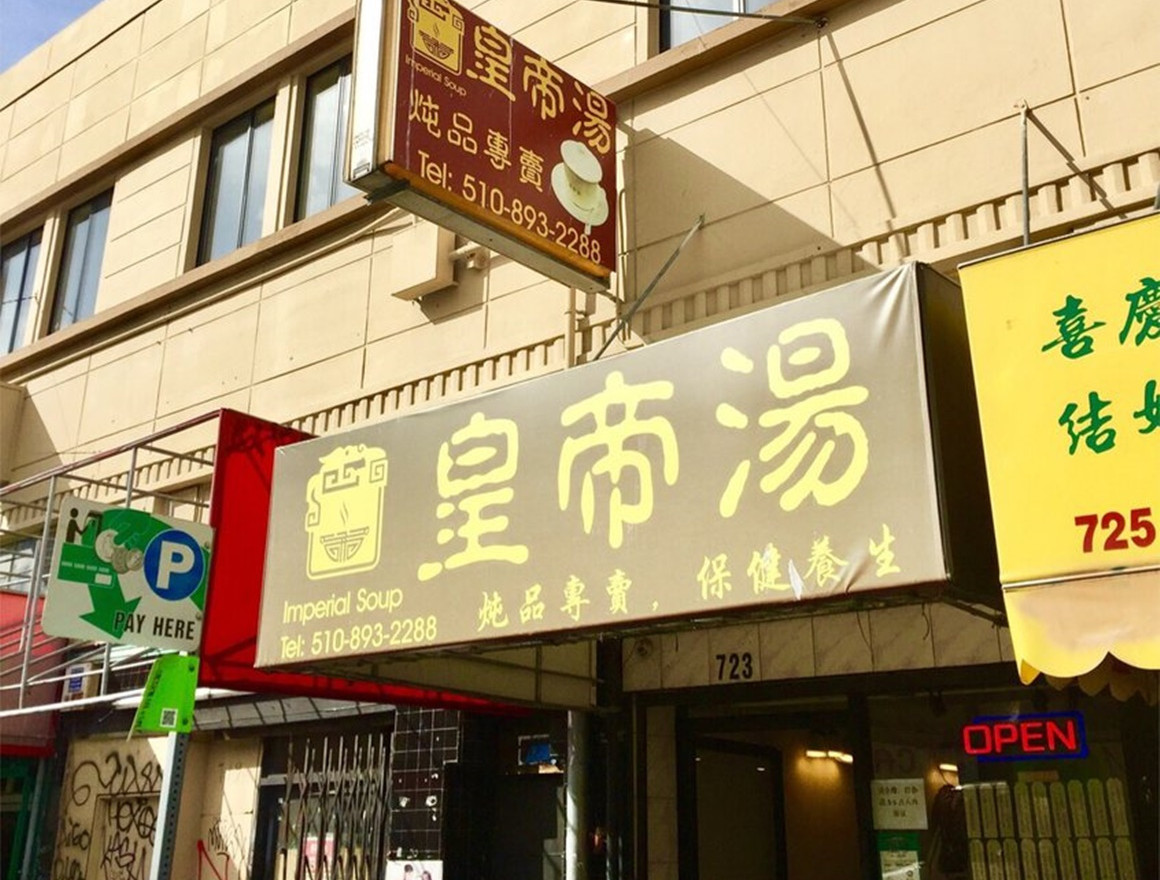 皇帝湯
Imperial Soup
炖品專賣
Tel: 510-893-2288
皇帝湯
Imperial Soup
炖品專賣，保健養生
Tel: 510-893-2288
喜慶
結
725
P
PAY HERE
723
OPEN